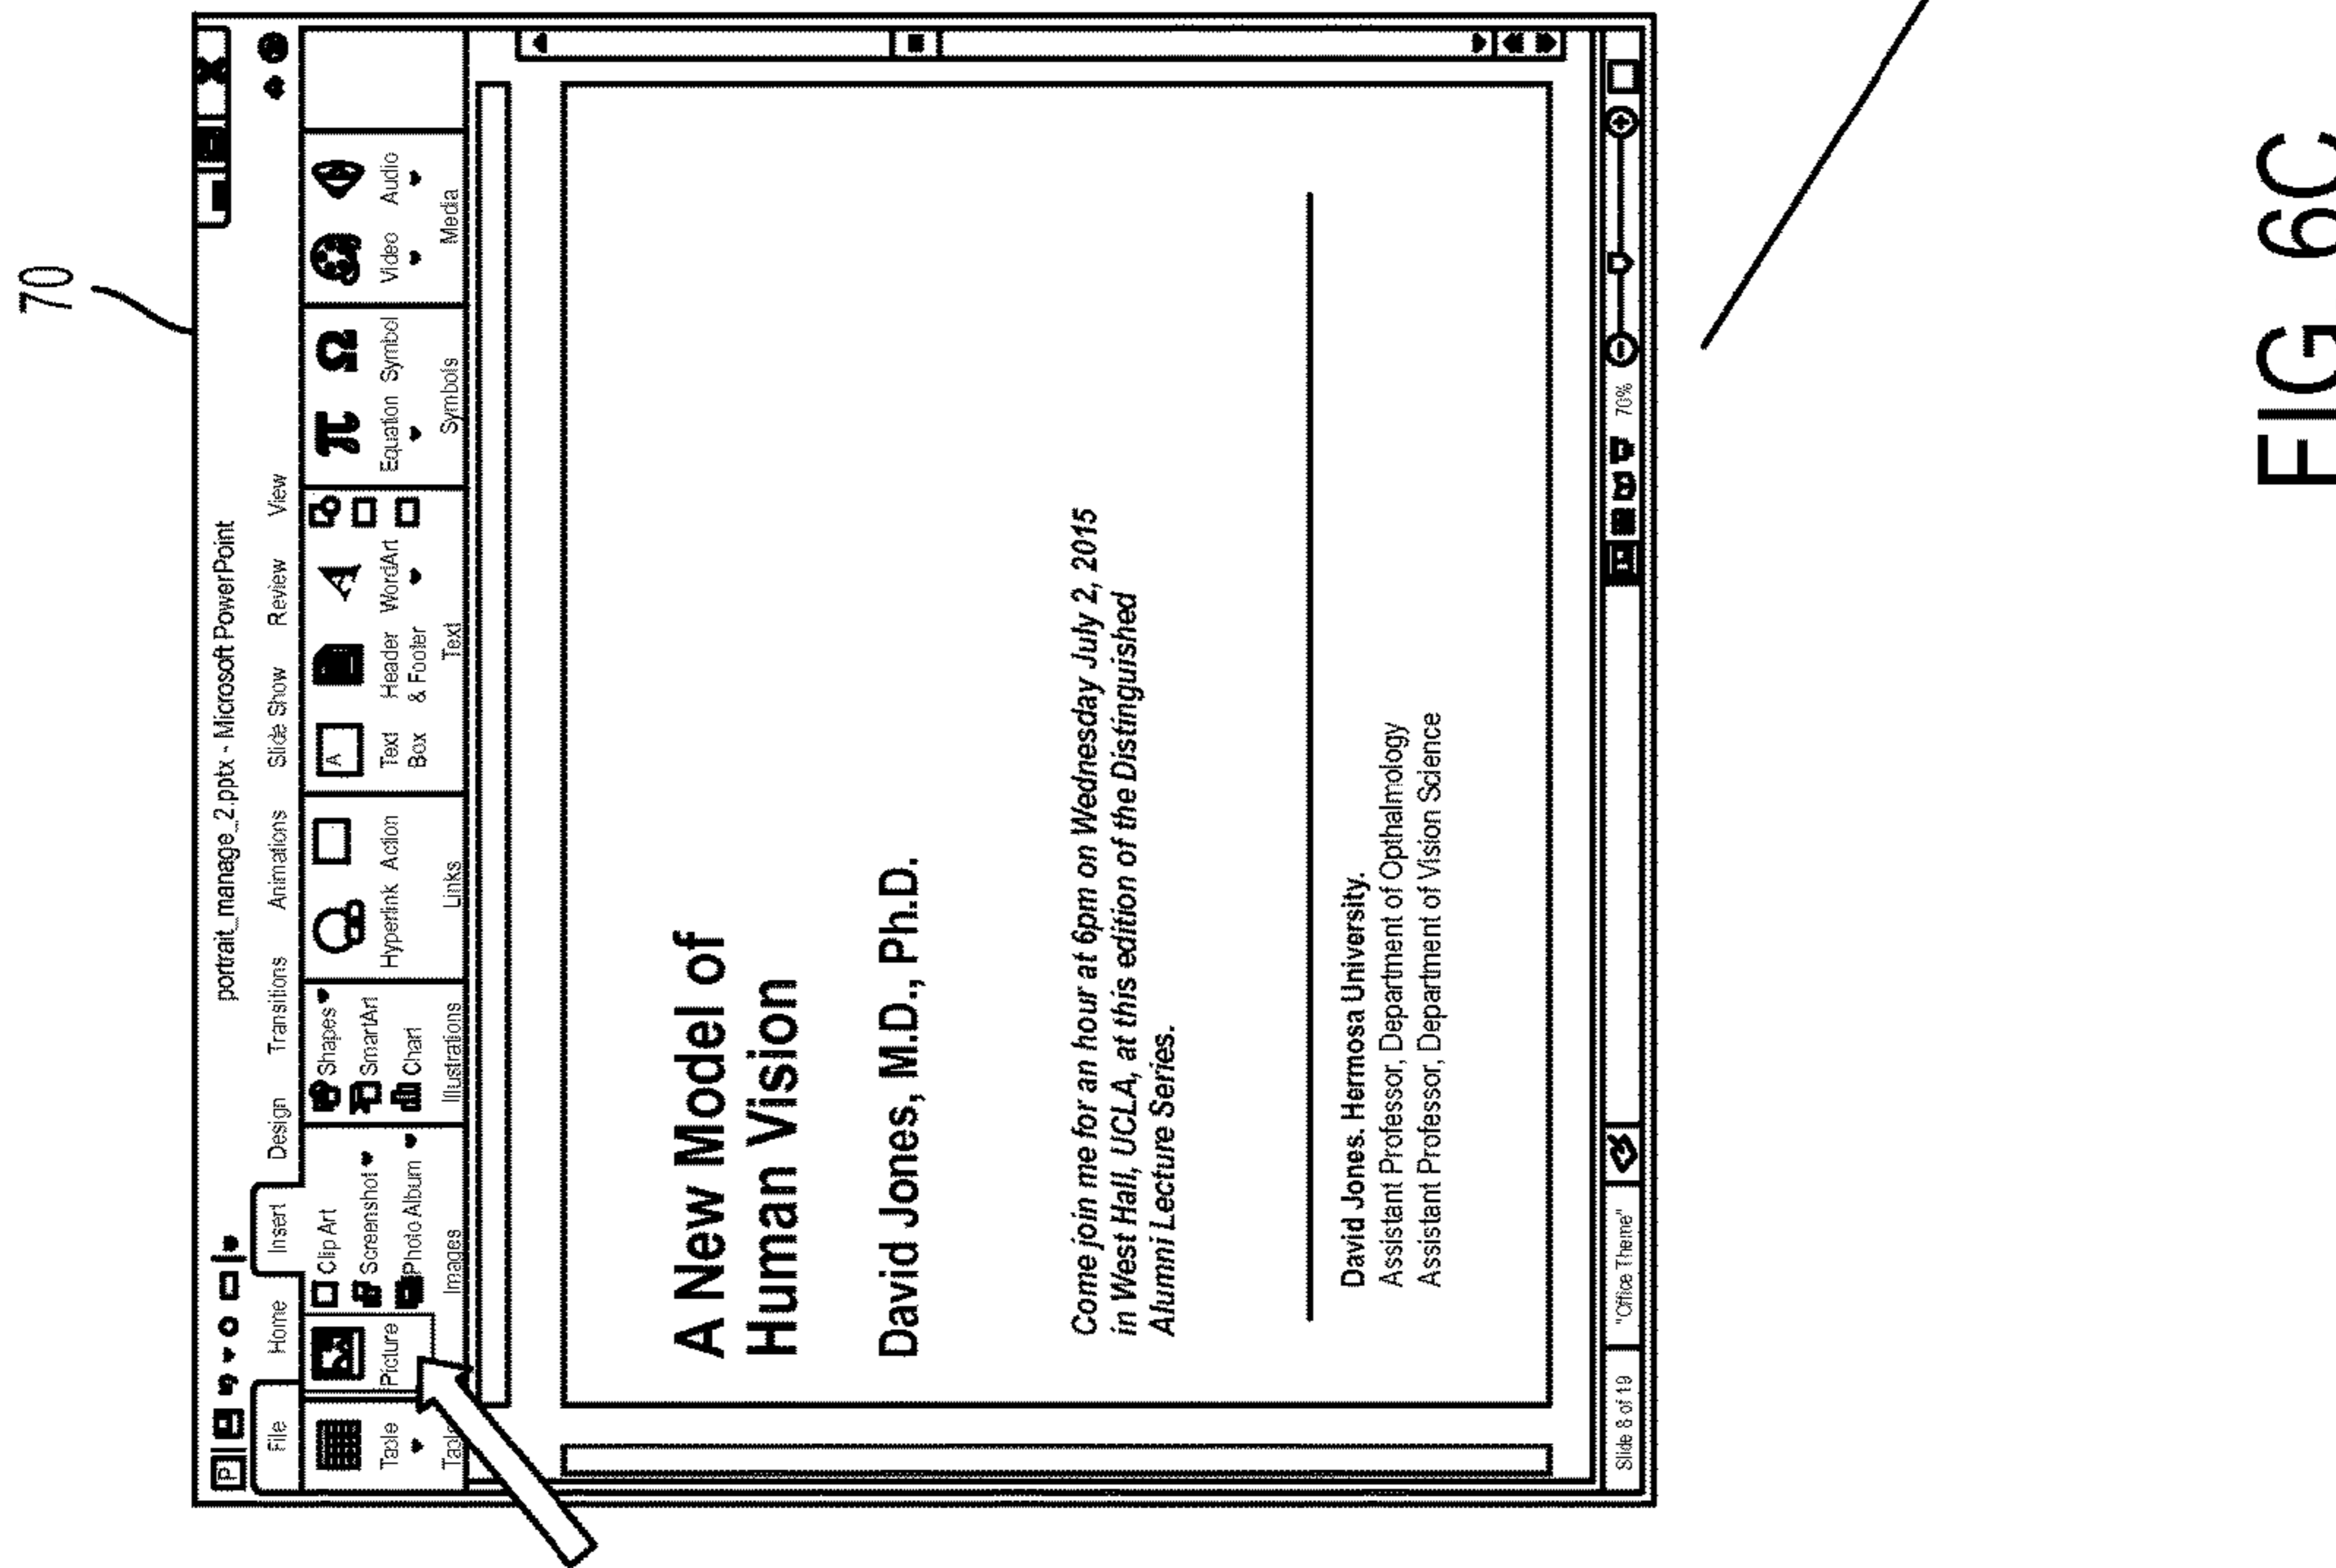 70
portrait_manage_2.pptx - Microsoft PowerPoint
File Home Insert Design Transitions Animations Slide Show Review View
Table
Tabl
Picture
Clip Art
Screenshot
Photo Album
Images
Shapes
SmartArt
Chart
Illustrations
Hyperlink Action
Links
A
Text Header WordArt
Box & Footer
Text
π Ω
Equation Symbol
Symbols
Video Audio
Media
A New Model of
Human Vision
David Jones, M.D., Ph.D.
Come join me for an hour at 6pm on Wednesday July 2, 2015
in West Hall, UCLA, at this edition of the Distinguished
Alumni Lecture Series.
David Jones. Hermosa University.
Assistant Professor, Department of Opthalmology
Assistant Professor, Department of Vision Science
Slide 8 of 19 "Office Theme" 70%
FIG 6C